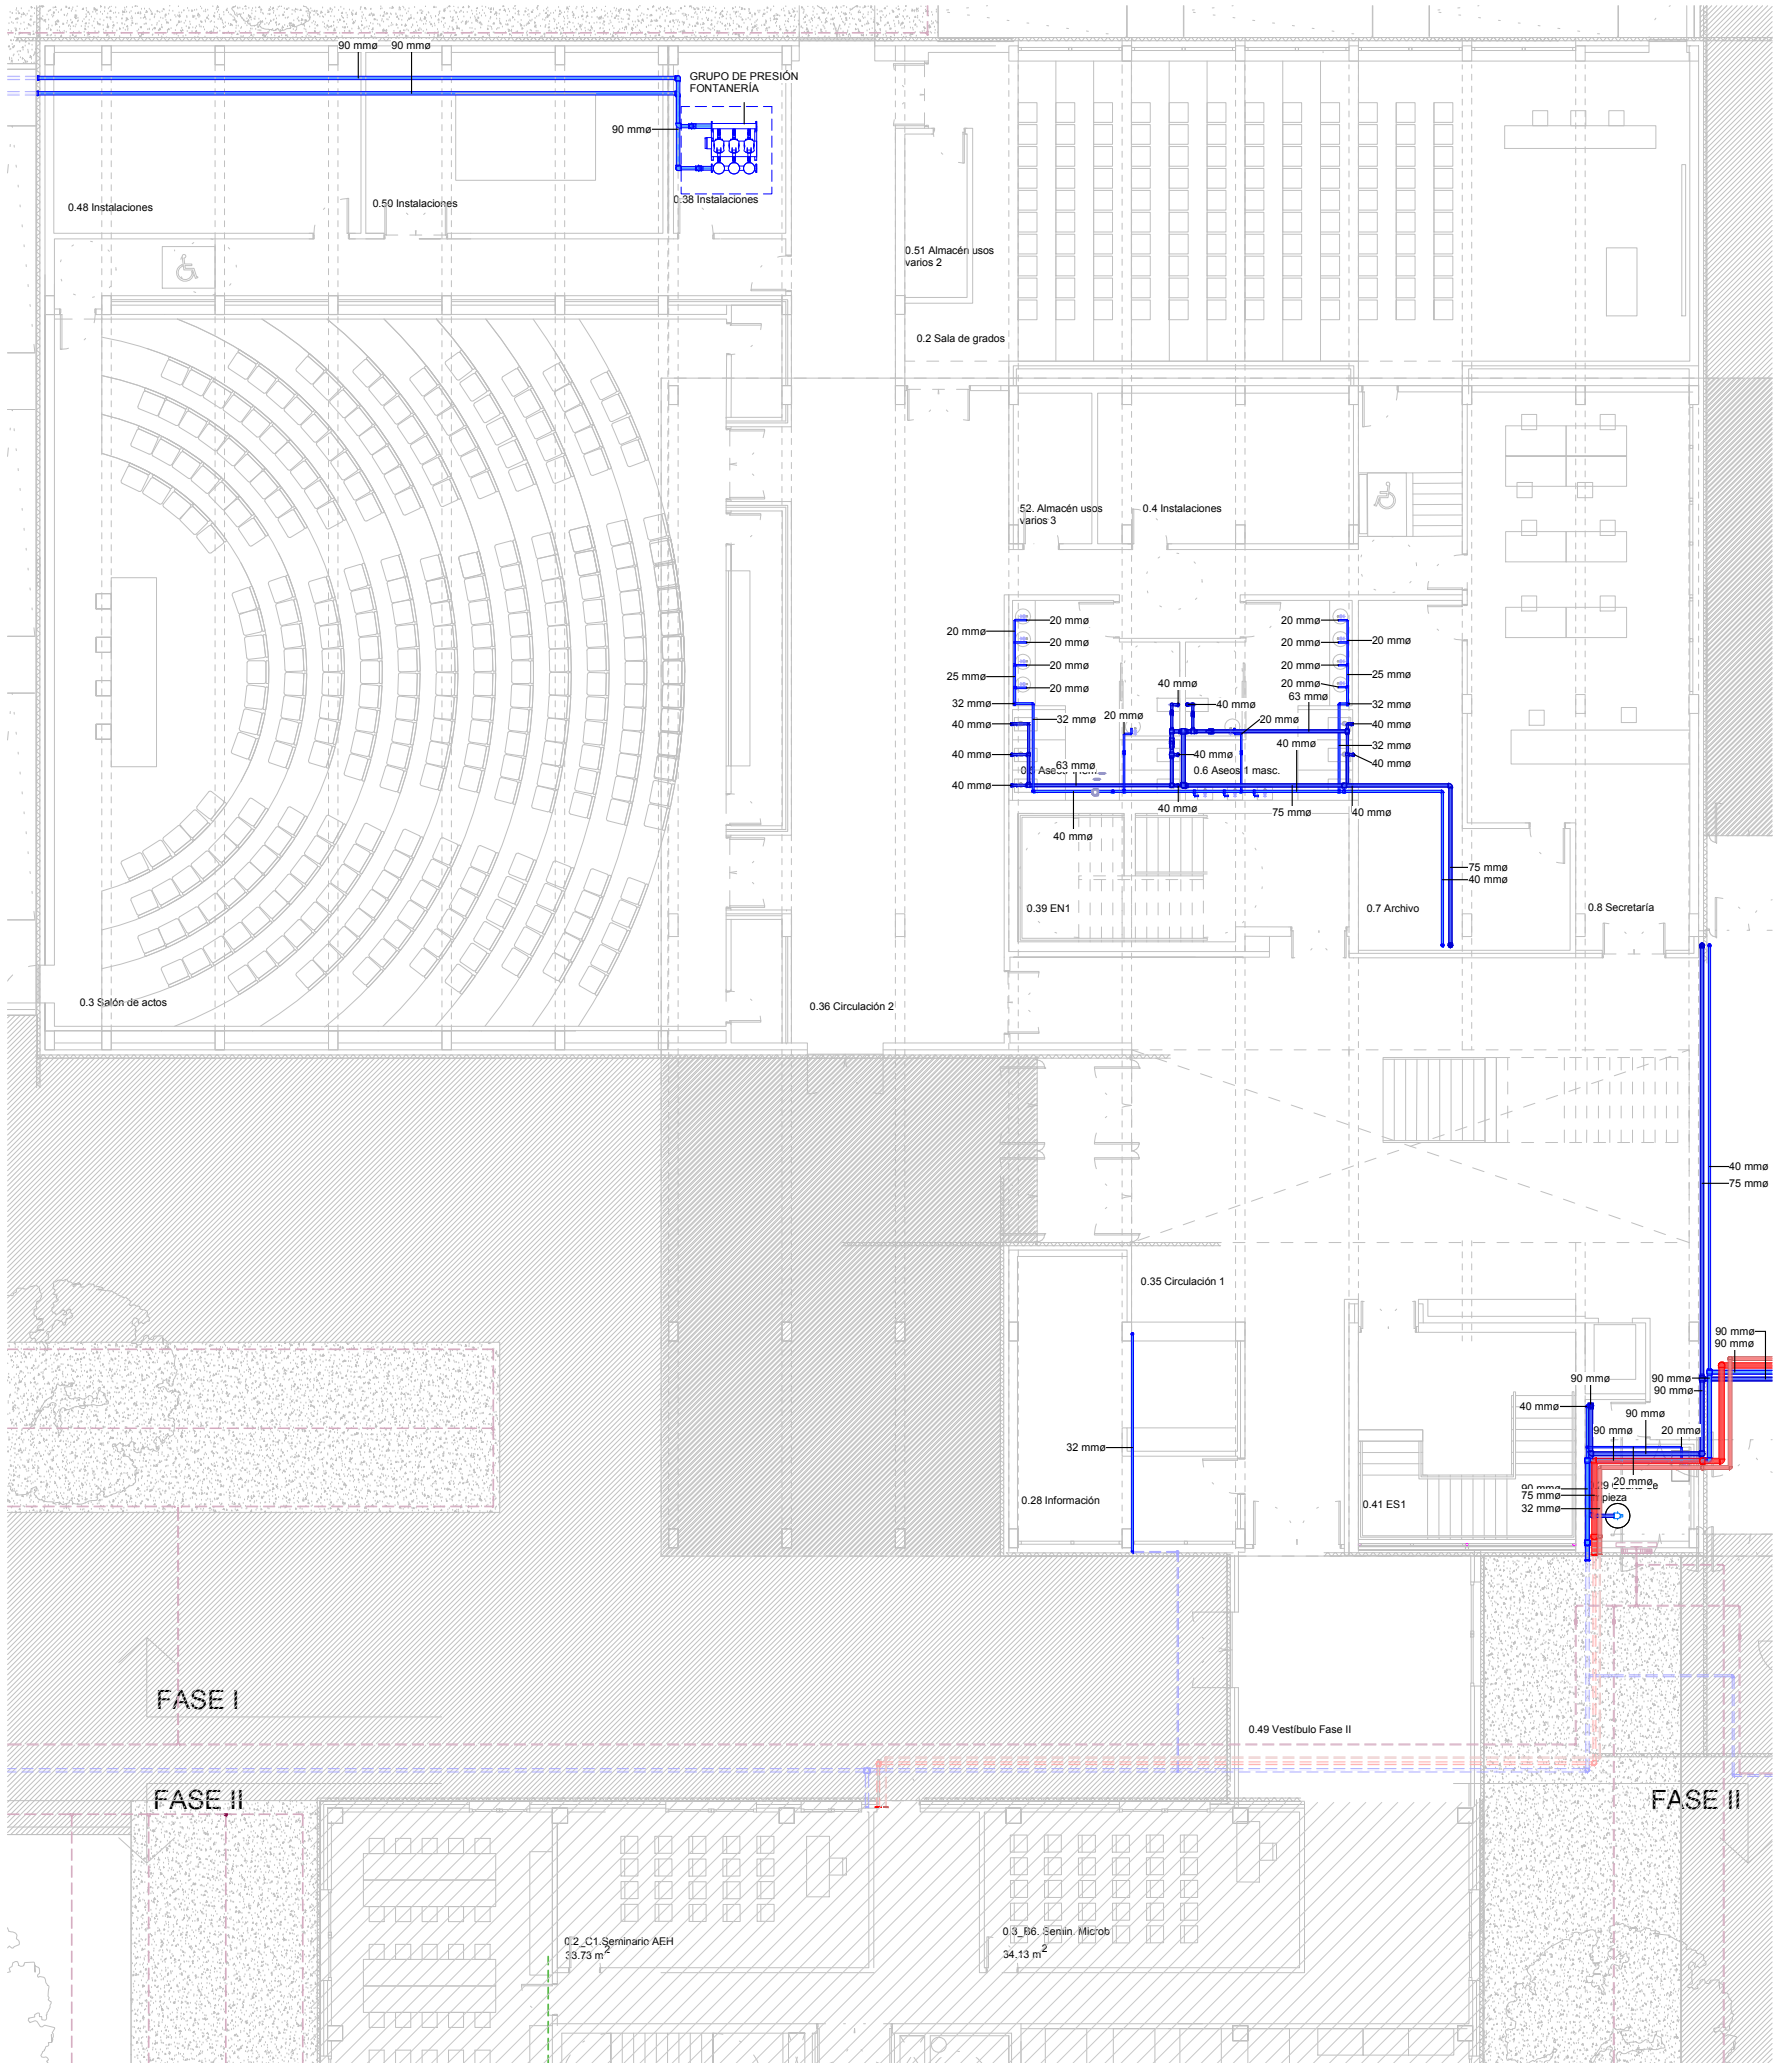 90 mmø 90 mmø
GRUPO DE PRESIÓN
FONTANERÍA
90 mmø
0.48 Instalaciones
0.50 Instalaciones
0.38 Instalaciones
0.51 Almacén usos
varios 2
0.2 Sala de grados
52. Almacén usos
varios 3
0.4 Instalaciones
20 mmø
20 mmø
20 mmø
20 mmø
25 mmø
20 mmø
32 mmø
32 mmø
40 mmø
40 mmø
40 mmø
63 mmø
40 mmø
20 mmø
40 mmø
40 mmø
40 mmø
40 mmø
20 mmø
40 mmø
0.6 Aseos 1 masc.
75 mmø
40 mmø
20 mmø
20 mmø
20 mmø
20 mmø
63 mmø
20 mmø
25 mmø
32 mmø
40 mmø
32 mmø
40 mmø
75 mmø
40 mmø
0.39 EN1
0.7 Archivo
0.8 Secretaría
0.3 Salón de actos
0.36 Circulación 2
40 mmø
75 mmø
0.35 Circulación 1
90 mmø
90 mmø
90 mmø
90 mmø
90 mmø
40 mmø
90 mmø
90 mmø
20 mmø
32 mmø
20 mmø
90 mmø
75 mmø
32 mmø
pieza
0.28 Información
0.41 ES1
FASE I
0.49 Vestíbulo Fase II
FASE II
FASE II
0.2_C1.Seminario AEH
33.73 m2
0.3_B6. Semin. Microb
34.13 m2